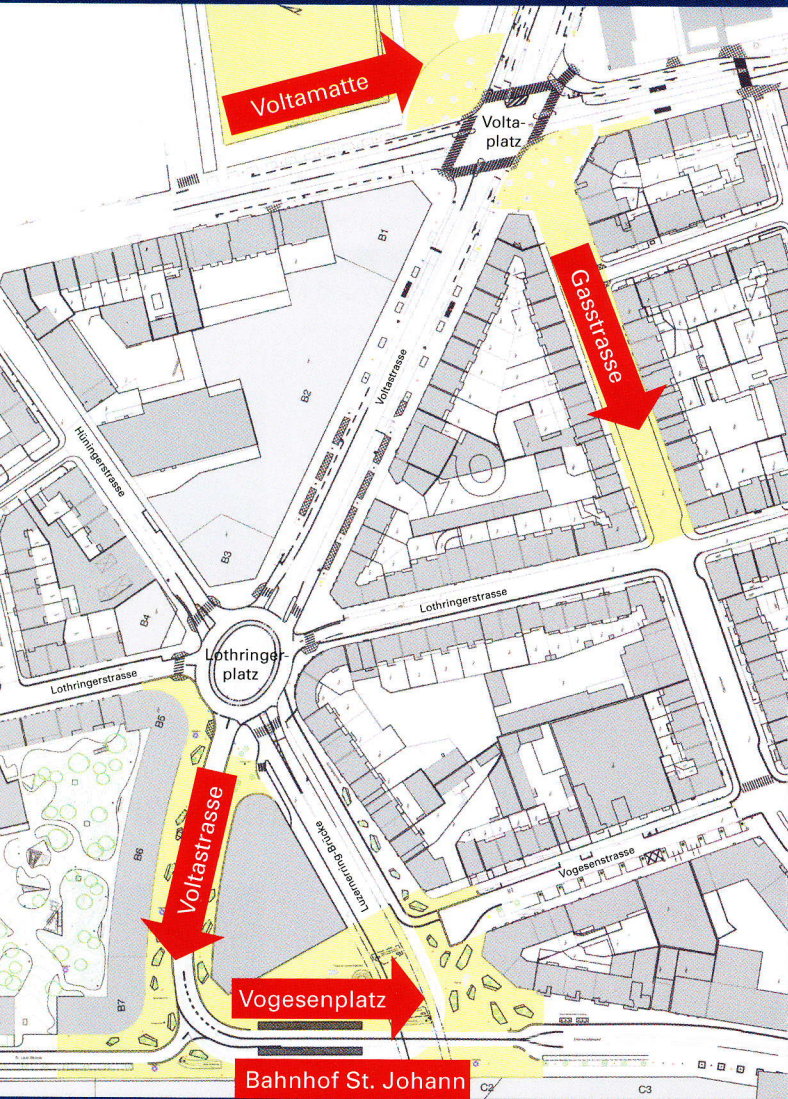 Voltamatte
Volta-
platz
B1
Gasstrasse
Voltastrasse
B2
Hüningerstrasse
B3
Lothringerstrasse
B4
Lothringer-
platz
Lothringerstrasse
B5
Voltastrasse
Luzernerring-Brücke
B6
Vogesenstrasse
Vogesenplatz
B7
Bahnhof St. Johann
C2
C3